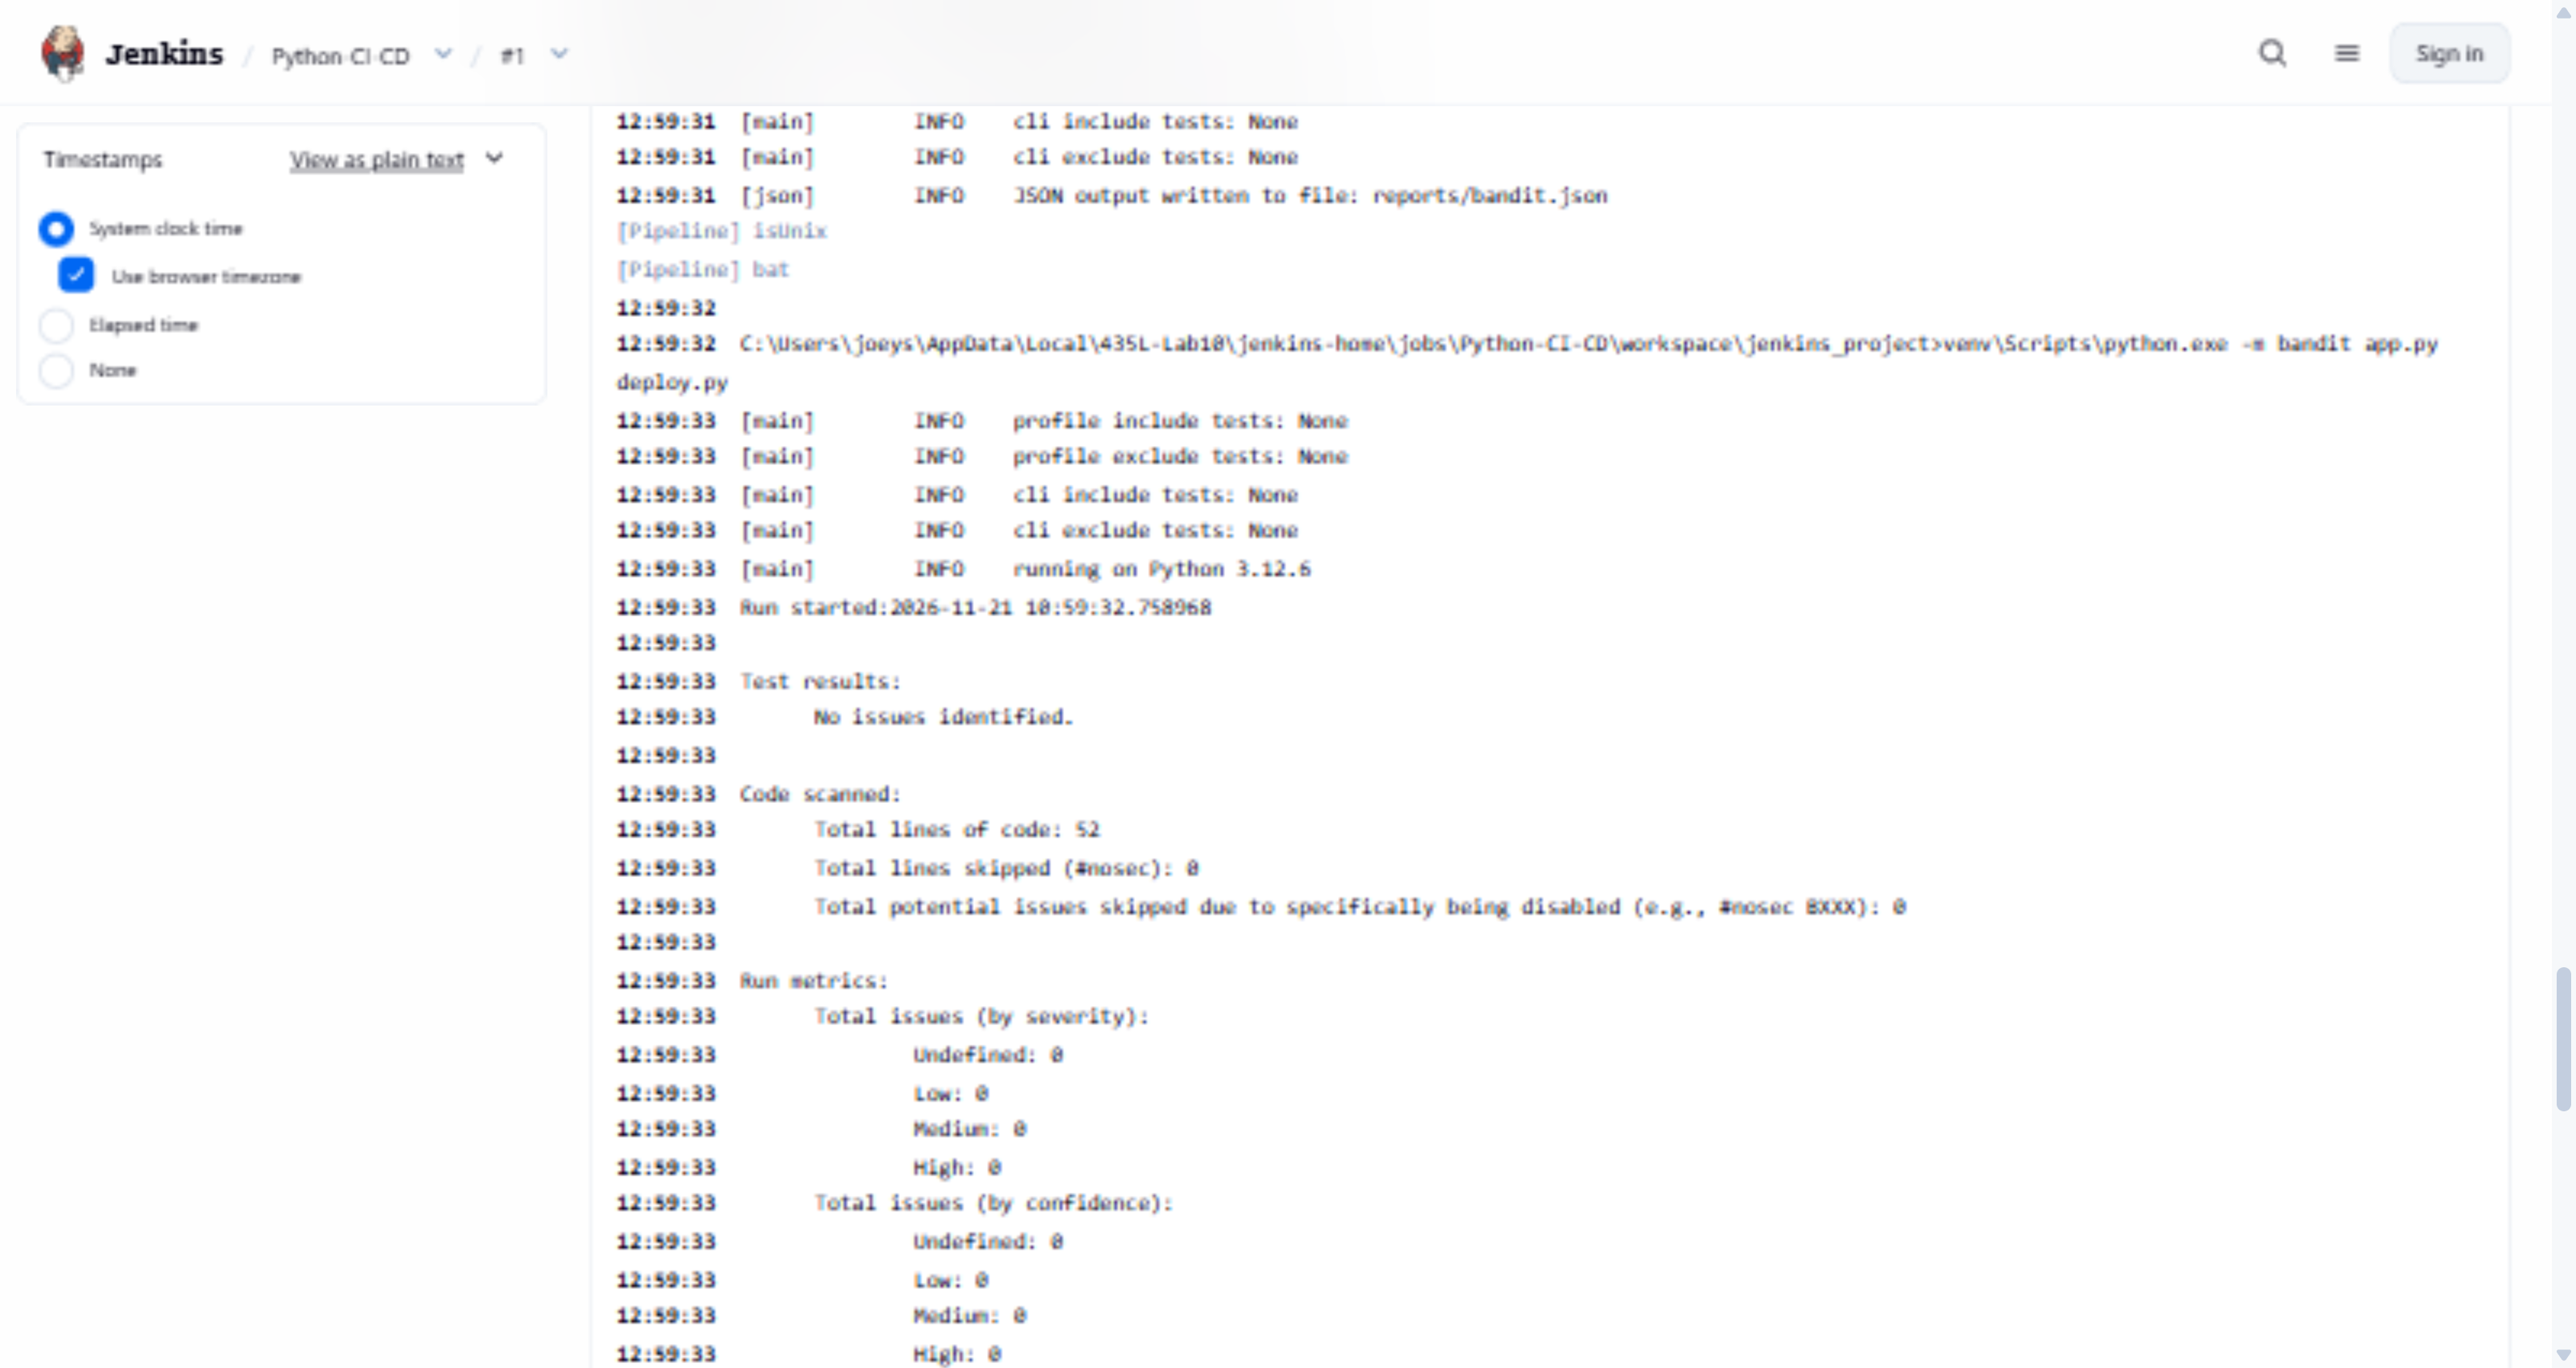 Jenkins / Python-CI-CD / #1
Sign in
Timestamps
View as plain text
System clock time
Use browser timezone
Elapsed time
None
12:59:31 [main] INFO cli include tests: None
12:59:31 [main] INFO cli exclude tests: None
12:59:31 [json] INFO JSON output written to file: reports/bandit.json
[Pipeline] isUnix
[Pipeline] bat
12:59:32
12:59:32 C:\Users\joeys\AppData\Local\435L-Lab10\jenkins-home\jobs\Python-CI-CD\workspace\jenkins_project>venv\Scripts\python.exe -m bandit app.py
deploy.py
12:59:33 [main] INFO profile include tests: None
12:59:33 [main] INFO profile exclude tests: None
12:59:33 [main] INFO cli include tests: None
12:59:33 [main] INFO cli exclude tests: None
12:59:33 [main] INFO running on Python 3.12.6
12:59:33 Run started:2026-11-21 10:59:32.758968
12:59:33
12:59:33 Test results:
12:59:33 No issues identified.
12:59:33
12:59:33 Code scanned:
12:59:33 Total lines of code: 52
12:59:33 Total lines skipped (#nosec): 0
12:59:33 Total potential issues skipped due to specifically being disabled (e.g., #nosec BXXX): 0
12:59:33
12:59:33 Run metrics:
12:59:33 Total issues (by severity):
12:59:33 Undefined: 0
12:59:33 Low: 0
12:59:33 Medium: 0
12:59:33 High: 0
12:59:33 Total issues (by confidence):
12:59:33 Undefined: 0
12:59:33 Low: 0
12:59:33 Medium: 0
12:59:33 High: 0